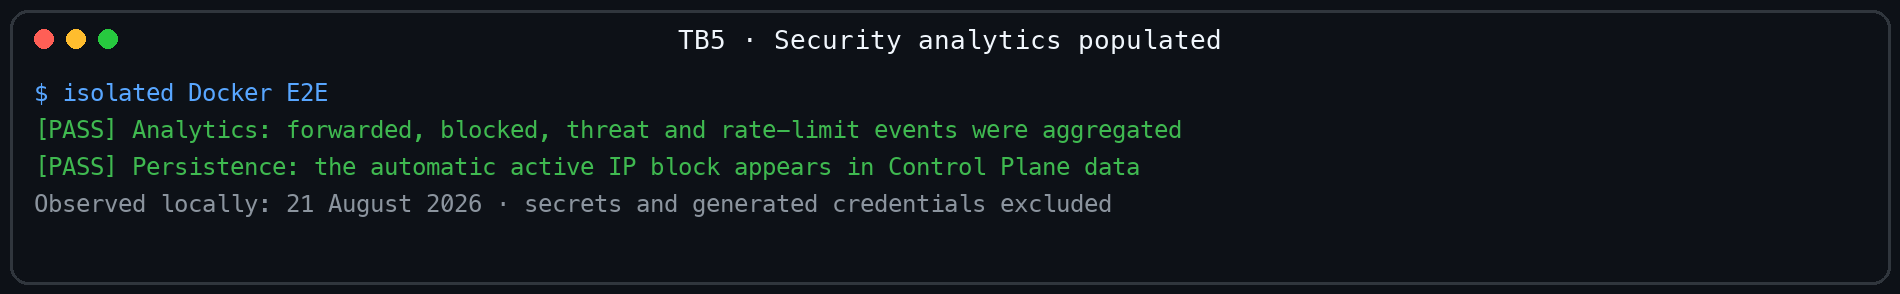 TB5 · Security analytics populated
$ isolated Docker E2E
[PASS] Analytics: forwarded, blocked, threat and rate–limit events were aggregated
[PASS] Persistence: the automatic active IP block appears in Control Plane data
Observed locally: 21 August 2026 · secrets and generated credentials excluded